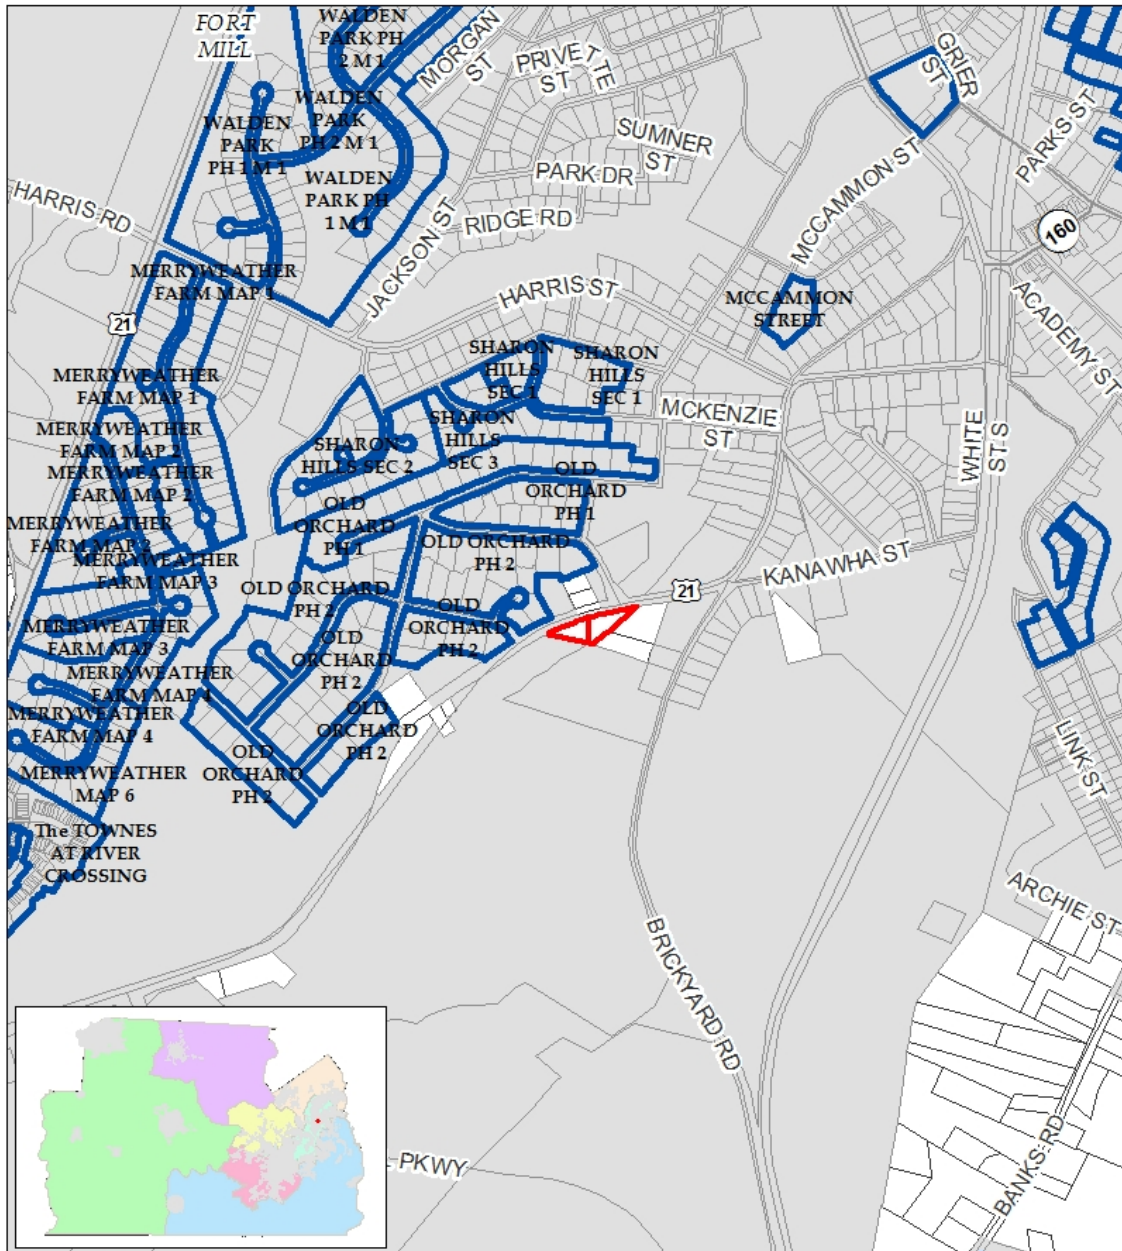 FORT
MILL
WALDEN
PARK PH
2 M 1
MORGAN
ST
PRIVETTE
ST
GRIER
ST
WALDEN
PARK
PH 1 M 1
WALDEN
PARK
PH 2 M 1
SUMNER
ST
PARKS ST
WALDEN
PARK PH
1 M 1
PARK DR
MCCAMMON ST
HARRIS RD
JACKSON ST
RIDGE RD
160
MERRYWEATHER
FARM MAP 1
HARRIS ST
MCCAMMON
STREET
ACADEMY ST
21
SHARON
HILLS
SEC 1
SHARON
HILLS
SEC 1
MERRYWEATHER
FARM MAP 1
MCKENZIE
ST
SHARON
HILLS
SEC 3
WHITE
ST S
MERRYWEATHER
FARM MAP 2
SHARON
HILLS SEC 2
MERRYWEATHER
FARM MAP 2
OLD
ORCHARD
PH 1
OLD
ORCHARD
PH 1
MERRYWEATHER
FARM MAP 2
OLD ORCHARD
PH 2
MERRYWEATHER
FARM MAP 3
KANAWHA ST
OLD ORCHARD
PH 2
21
OLD
ORCHARD
PH 2
MERRYWEATHER
FARM MAP 3
OLD
ORCHARD
PH 2
MERRYWEATHER
FARM MAP 4
MERRYWEATHER
FARM MAP 4
OLD
ORCHARD
PH 2
OLD
ORCHARD
PH 2
LINK ST
MERRYWEATHER
MAP 6
The TOWNES
AT RIVER
CROSSING
ARCHIE ST
BRICKYARD RD
BANKS RD
PKWY